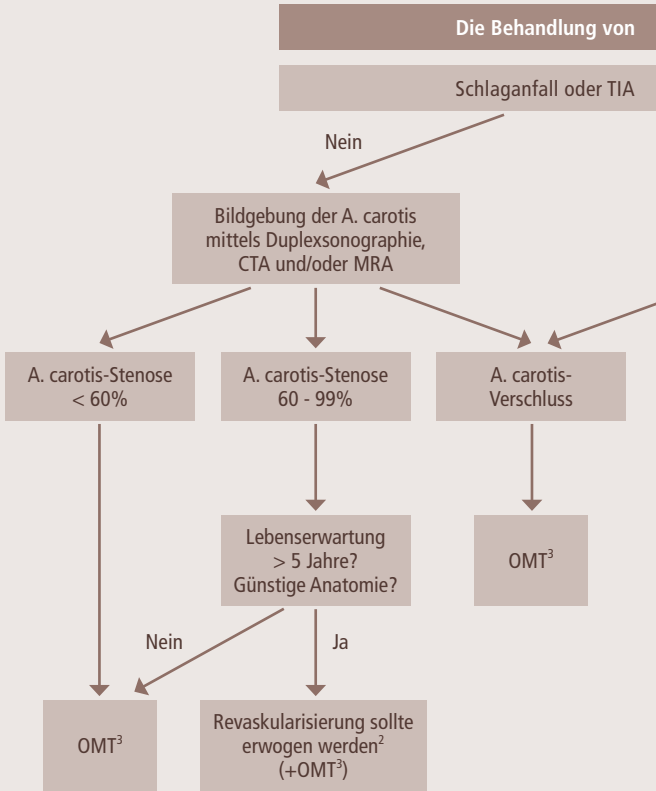 Die Behandlung von
Schlaganfall oder TIA
Nein
Bildgebung der A. carotis
mittels Duplexsonographie,
CTA und/oder MRA
A. carotis-Stenose
< 60%
A. carotis-Stenose
60 - 99%
A. carotis-
Verschluss
Lebenserwartung
> 5 Jahre?
Günstige Anatomie?
OMT³
Nein
Ja
OMT³
Revaskularisierung sollte
erwogen werden²
(+OMT³)